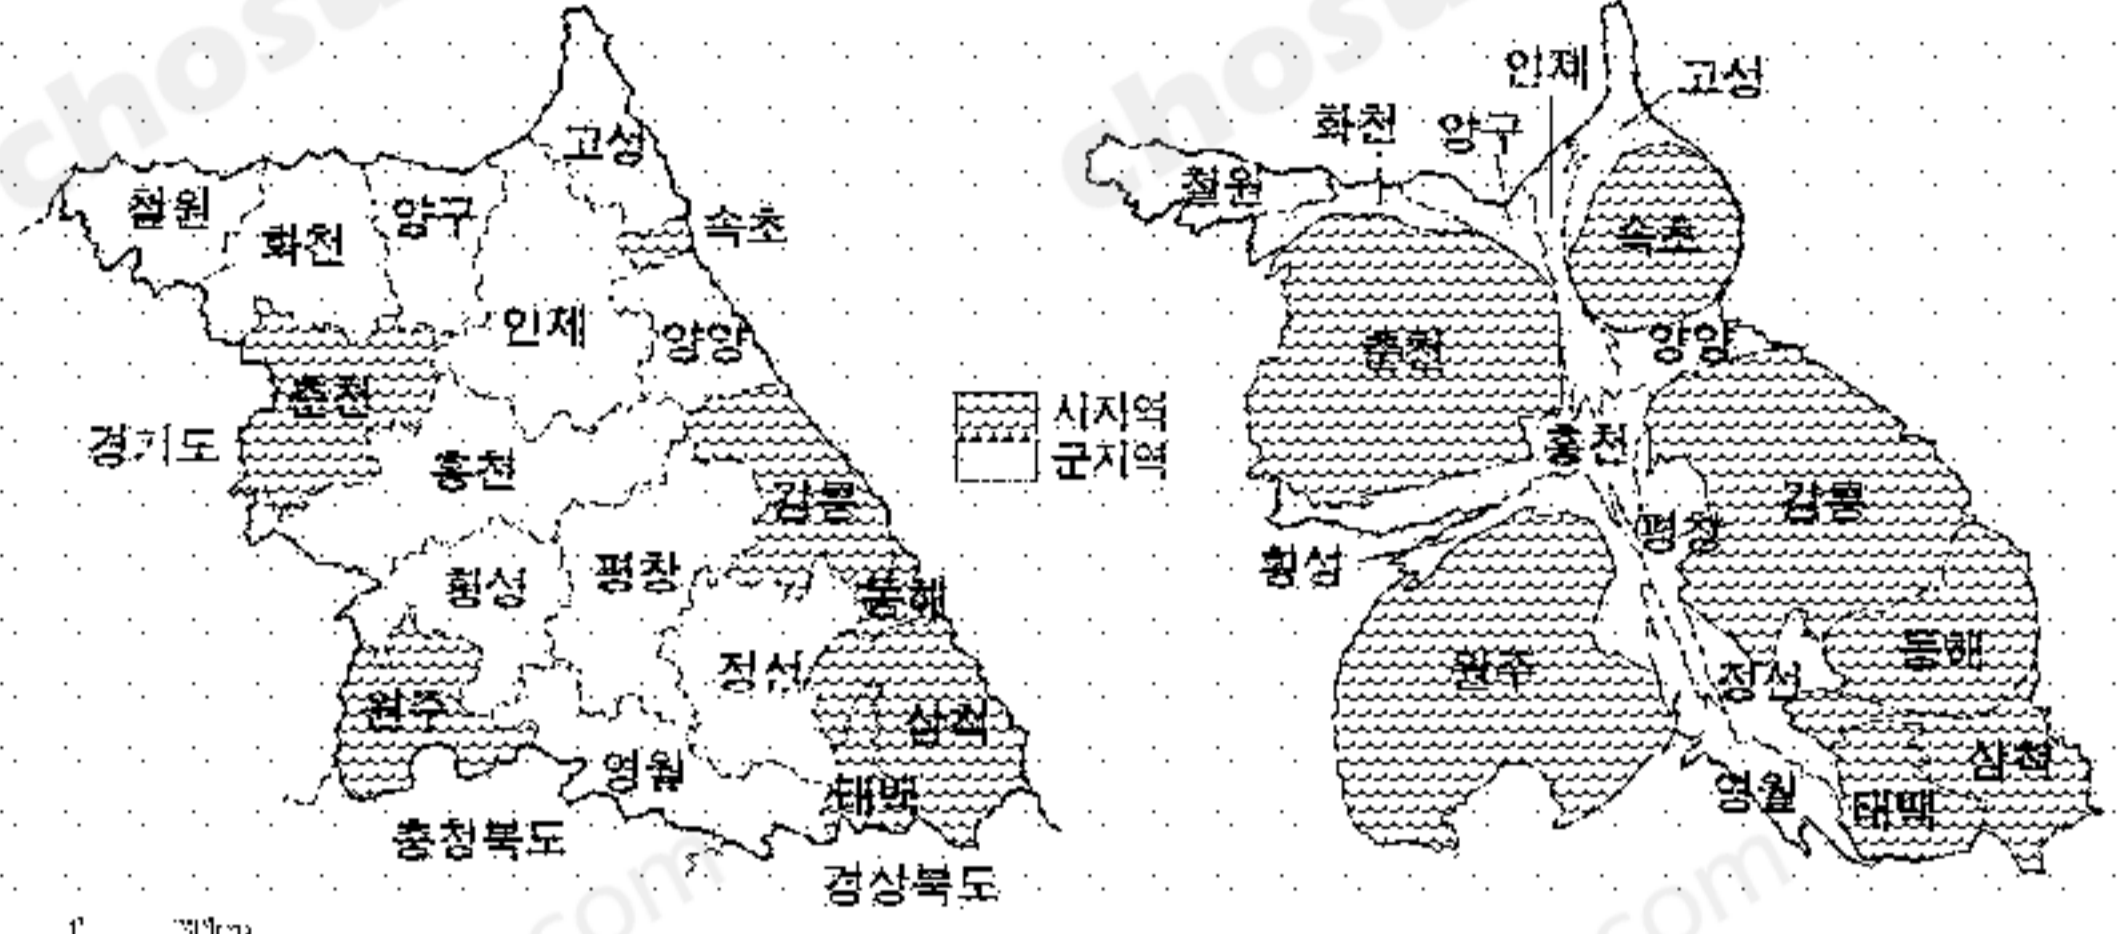 chosu
chosu
고성
철원
화천
양구
속초
인제
양양
춘천
경기도
홍천
강릉
횡성
평창
동해
정선
원주
삼척
영월
태백
충청북도
경상북도
시지역
군지역
인제
고성
화천
양구
철원
속초
춘천
양양
홍천
강릉
평창
횡성
동해
원주
정선
삼척
영월
태백
com
com